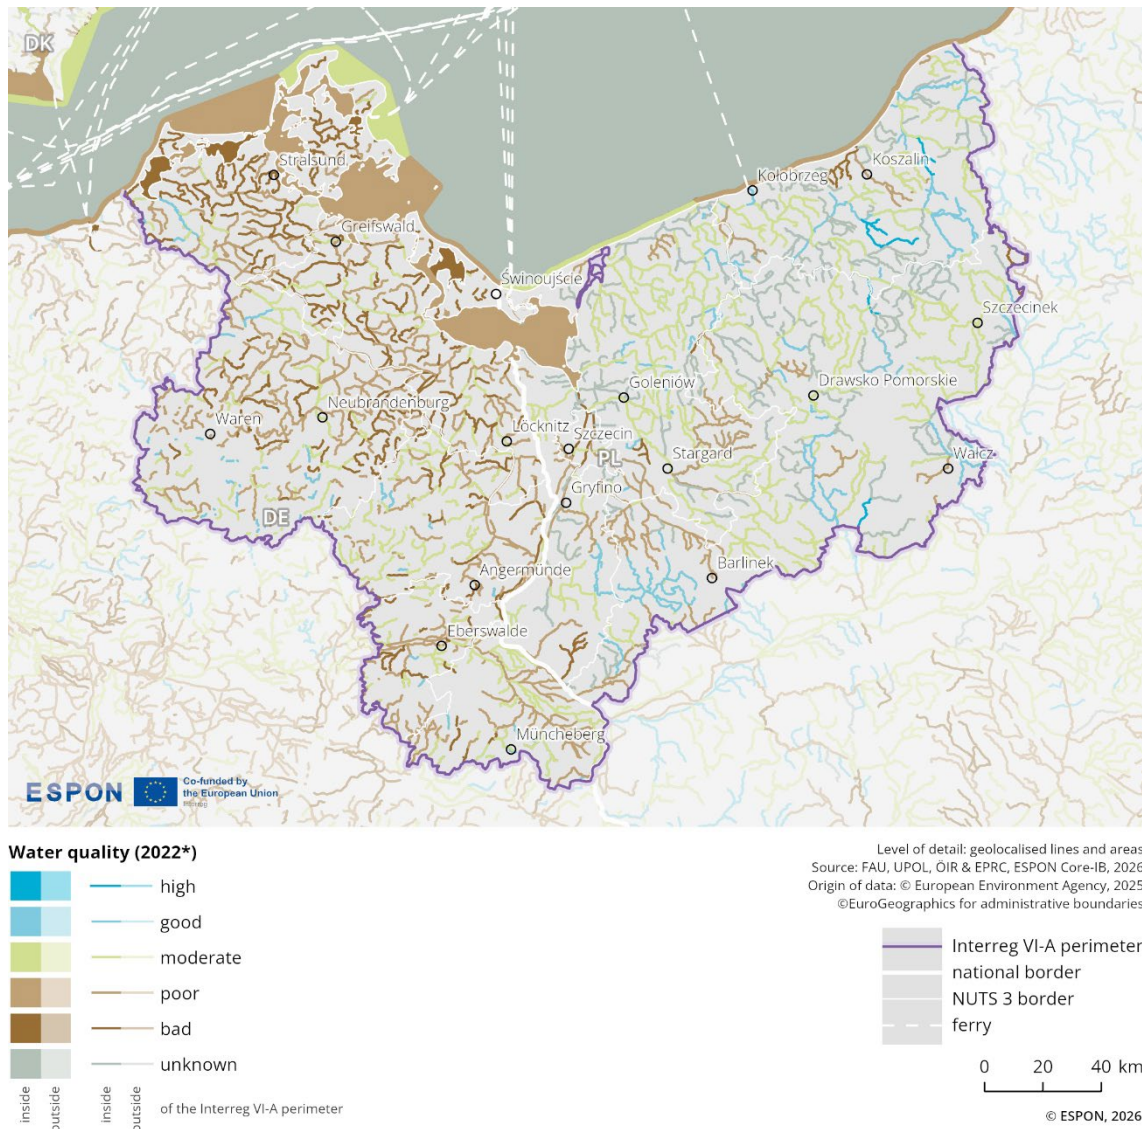 DK
Stralsund
Koszalin
Kołobrzeg
Greifswald
Świnoujście
Szczecinek
Drawsko Pomorskie
Goleniów
Neubrandenburg
Waren
Löcknitz
Szczecin
PL
Stargard
Wałcz
Gryfino
DE
Angermünde
Barlinek
Eberswalde
Müncheberg
ESPON
Co-funded by
the European Union
Interreg
Water quality (2022*)
high
good
moderate
poor
bad
unknown
inside
outside
inside
outside
of the Interreg VI-A perimeter
Level of detail: geolocalised lines and areas
Source: FAU, UPOL, ÖIR & EPRC, ESPON Core-IB, 2026
Origin of data: © European Environment Agency, 2025
©EuroGeographics for administrative boundaries
Interreg VI-A perimeter
national border
NUTS 3 border
ferry
0 20 40 km
© ESPON, 2026